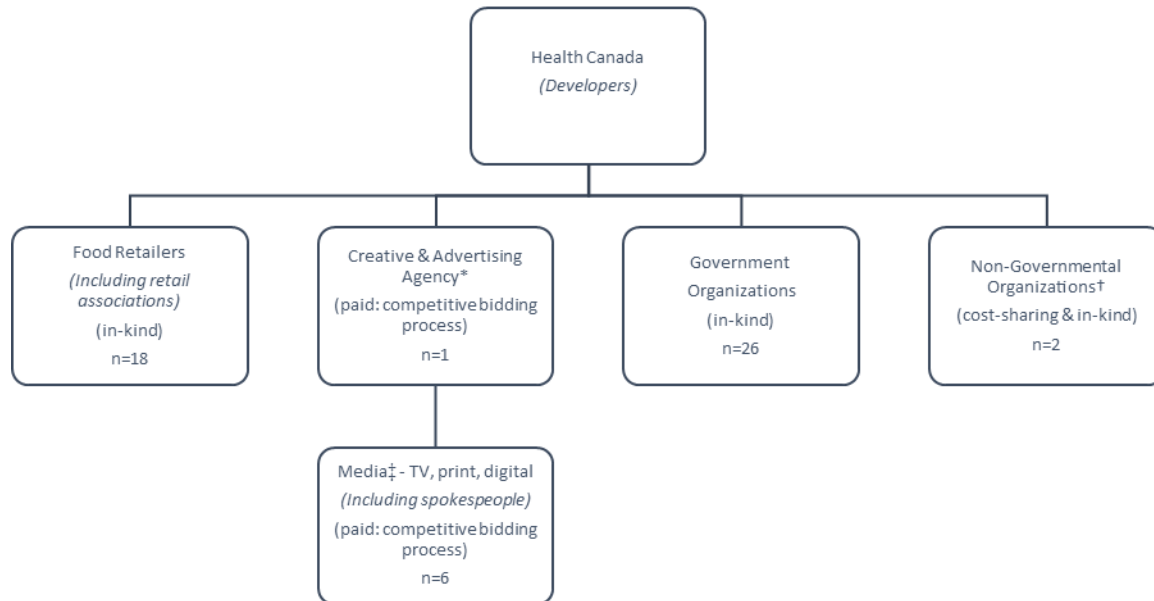 Health Canada
(Developers)
Food Retailers
(Including retail
associations)
(in-kind)
n=18
Creative & Advertising
Agency*
(paid: competitive bidding
process)
n=1
Government
Organizations
(in-kind)
n=26
Non-Governmental
Organizations†
(cost-sharing & in-kind)
n=2
Media‡ - TV, print, digital
(Including spokespeople)
(paid: competitive bidding
process)
n=6